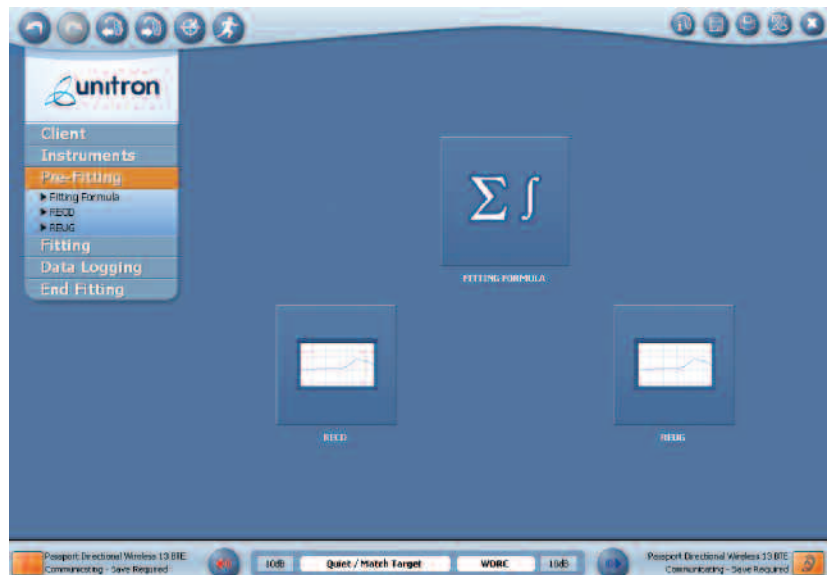 unitron
Client
Instruments
Pre-Fitting
Fitting Formula
RECD
REUG
Fitting
Data Logging
End Fitting
FITTING FORMULA
RECD
REUG
Passport Directional Wireless 13 BTE
Communicating - Save Required
10dB
Quiet / Match Target
WDRC
10dB
Passport Directional Wireless 13 BTE
Communicating - Save Required